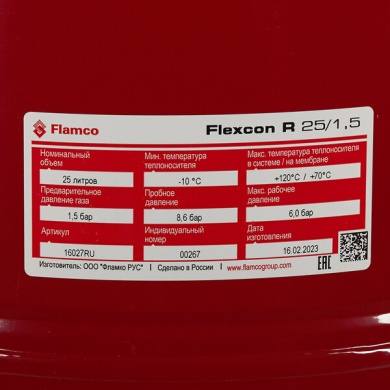 Flamco
Flexcon R 25/1,5
Номинальный объем
Мин. температура теплоносителя
Макс. температура теплоносителя в системе / на мембране
25 литров
-10 °C
+120°C / +70°C
Предварительное давление газа
Пробное давление
Макс. рабочее давление
1,5 бар
8,6 бар
6,0 бар
Артикул
Индивидуальный номер
Дата изготовления
16027RU
00267
16.02.2023
Изготовитель: ООО "Фламко РУС" | Сделано в России | www.flamcogroup.com
EAC